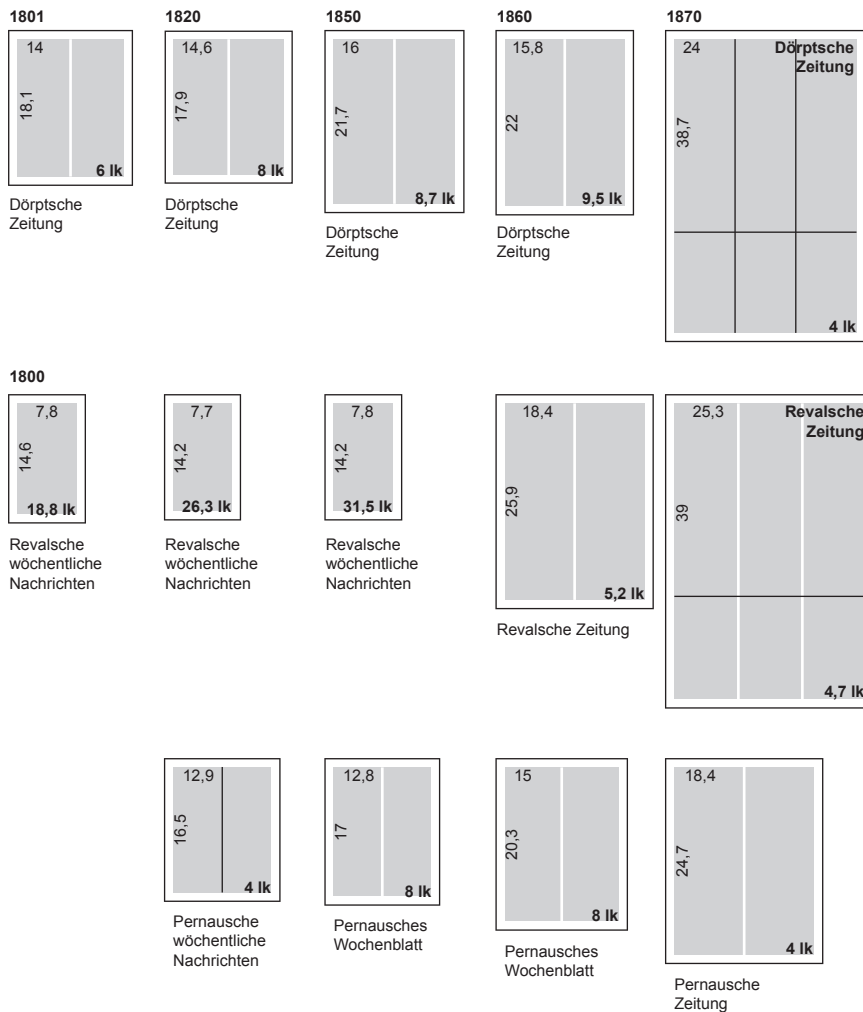 1801
1820
1850
1860
1870
14
18,1
6 lk
Dörptsche
Zeitung
14,6
17,9
8 lk
Dörptsche
Zeitung
16
21,7
8,7 lk
Dörptsche
Zeitung
15,8
22
9,5 lk
Dörptsche
Zeitung
24
Dörptsche
Zeitung
38,7
4 lk
1800
7,8
14,6
18,8 lk
Revalsche
wöchentliche
Nachrichten
7,7
14,2
26,3 lk
Revalsche
wöchentliche
Nachrichten
7,8
14,2
31,5 lk
Revalsche
wöchentliche
Nachrichten
18,4
25,9
5,2 lk
Revalsche Zeitung
25,3
Revalsche
Zeitung
39
4,7 lk
12,9
16,5
4 lk
Pernausche
wöchentliche
Nachrichten
12,8
17
8 lk
Pernausches
Wochenblatt
15
20,3
8 lk
Pernausches
Wochenblatt
18,4
24,7
4 lk
Pernausche
Zeitung